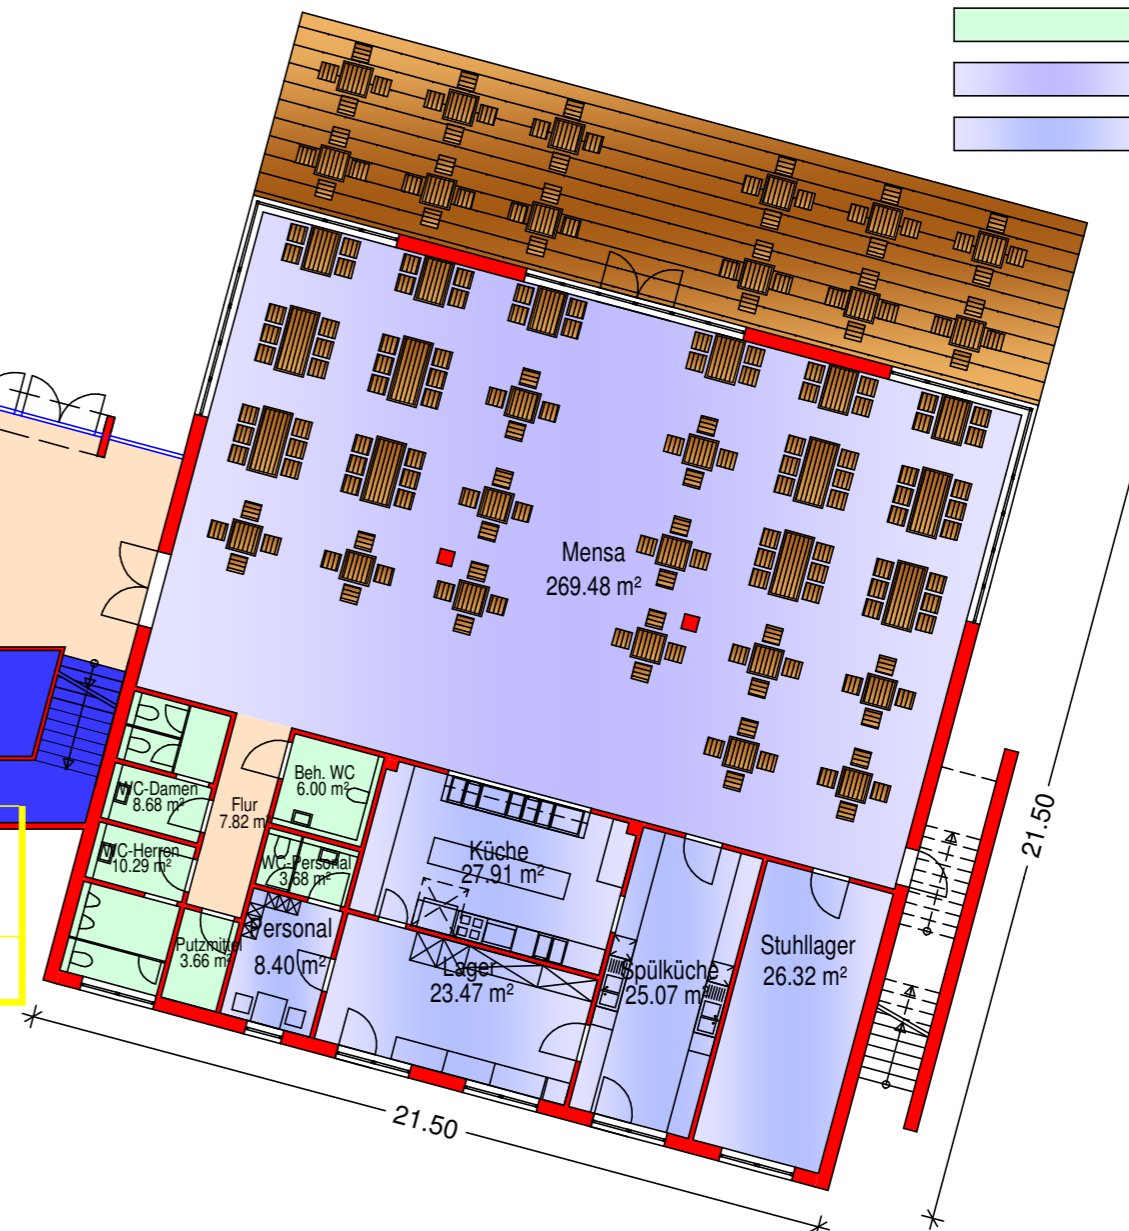 Mensa
269.48 m²
Beh. WC
6.00 m²
WC-Damen
8.68 m²
Flur
7.82 m²
WC-Herren
10.29 m²
WC-Personal
3.68 m²
Küche
27.91 m²
Putzmittel
3.66 m²
Personal
8.40 m²
Lager
23.47 m²
Spülküche
25.07 m²
Stuhllager
26.32 m²
21.50
21.50